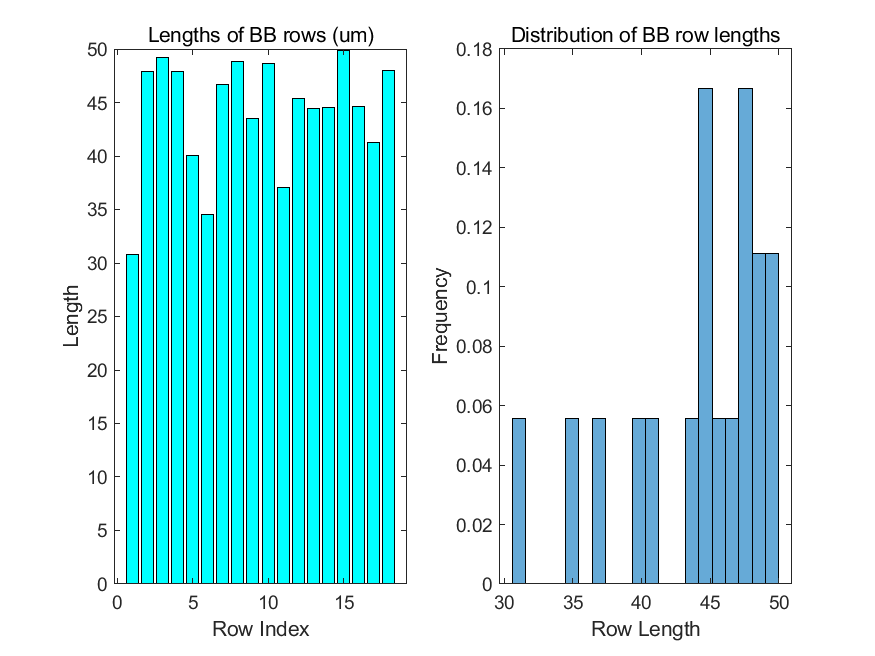 Lengths of BB rows (um)
50
45
40
35
30
25
20
15
10
5
0
Length
0 5 10 15
Row Index
Distribution of BB row lengths
0.18
0.16
0.14
0.12
0.1
0.08
0.06
0.04
0.02
0
Frequency
30 35 40 45 50
Row Length